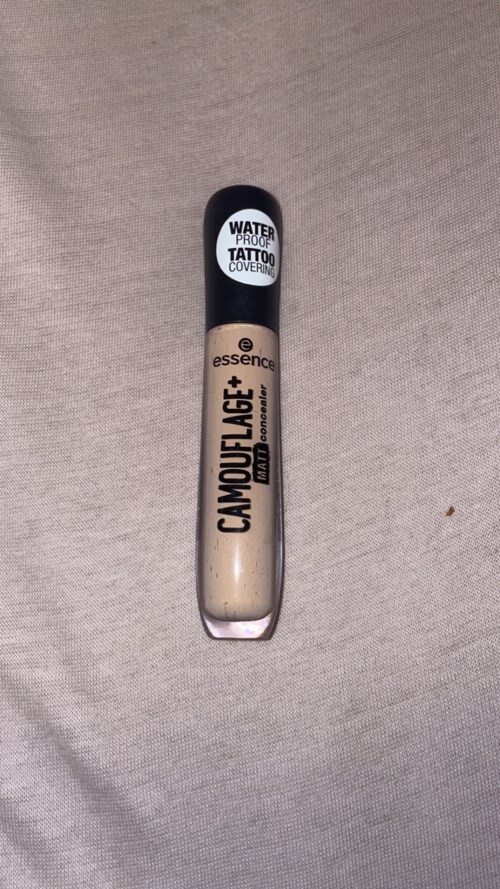 WATER
PROOF
TATTOO
COVERING
e
essence
CAMOUFLAGE+
MATT concealer